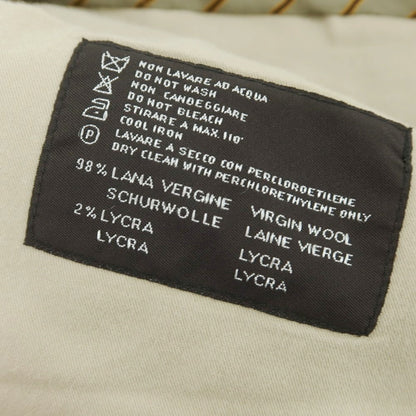 NON LAVARE AD ACQUA
DO NOT WASH
NON CANDEGGIARE
DO NOT BLEACH
STIRARE A MAX. 110°
COOL IRON
P LAVARE A SECCO CON PERCLOROETILENE
DRY CLEAN WITH PERCHLORETHYLENE ONLY
98% LANA VERGINE VIRGIN WOOL
SCHURWOLLE LAINE VIERGE
2% LYCRA LYCRA
LYCRA LYCRA